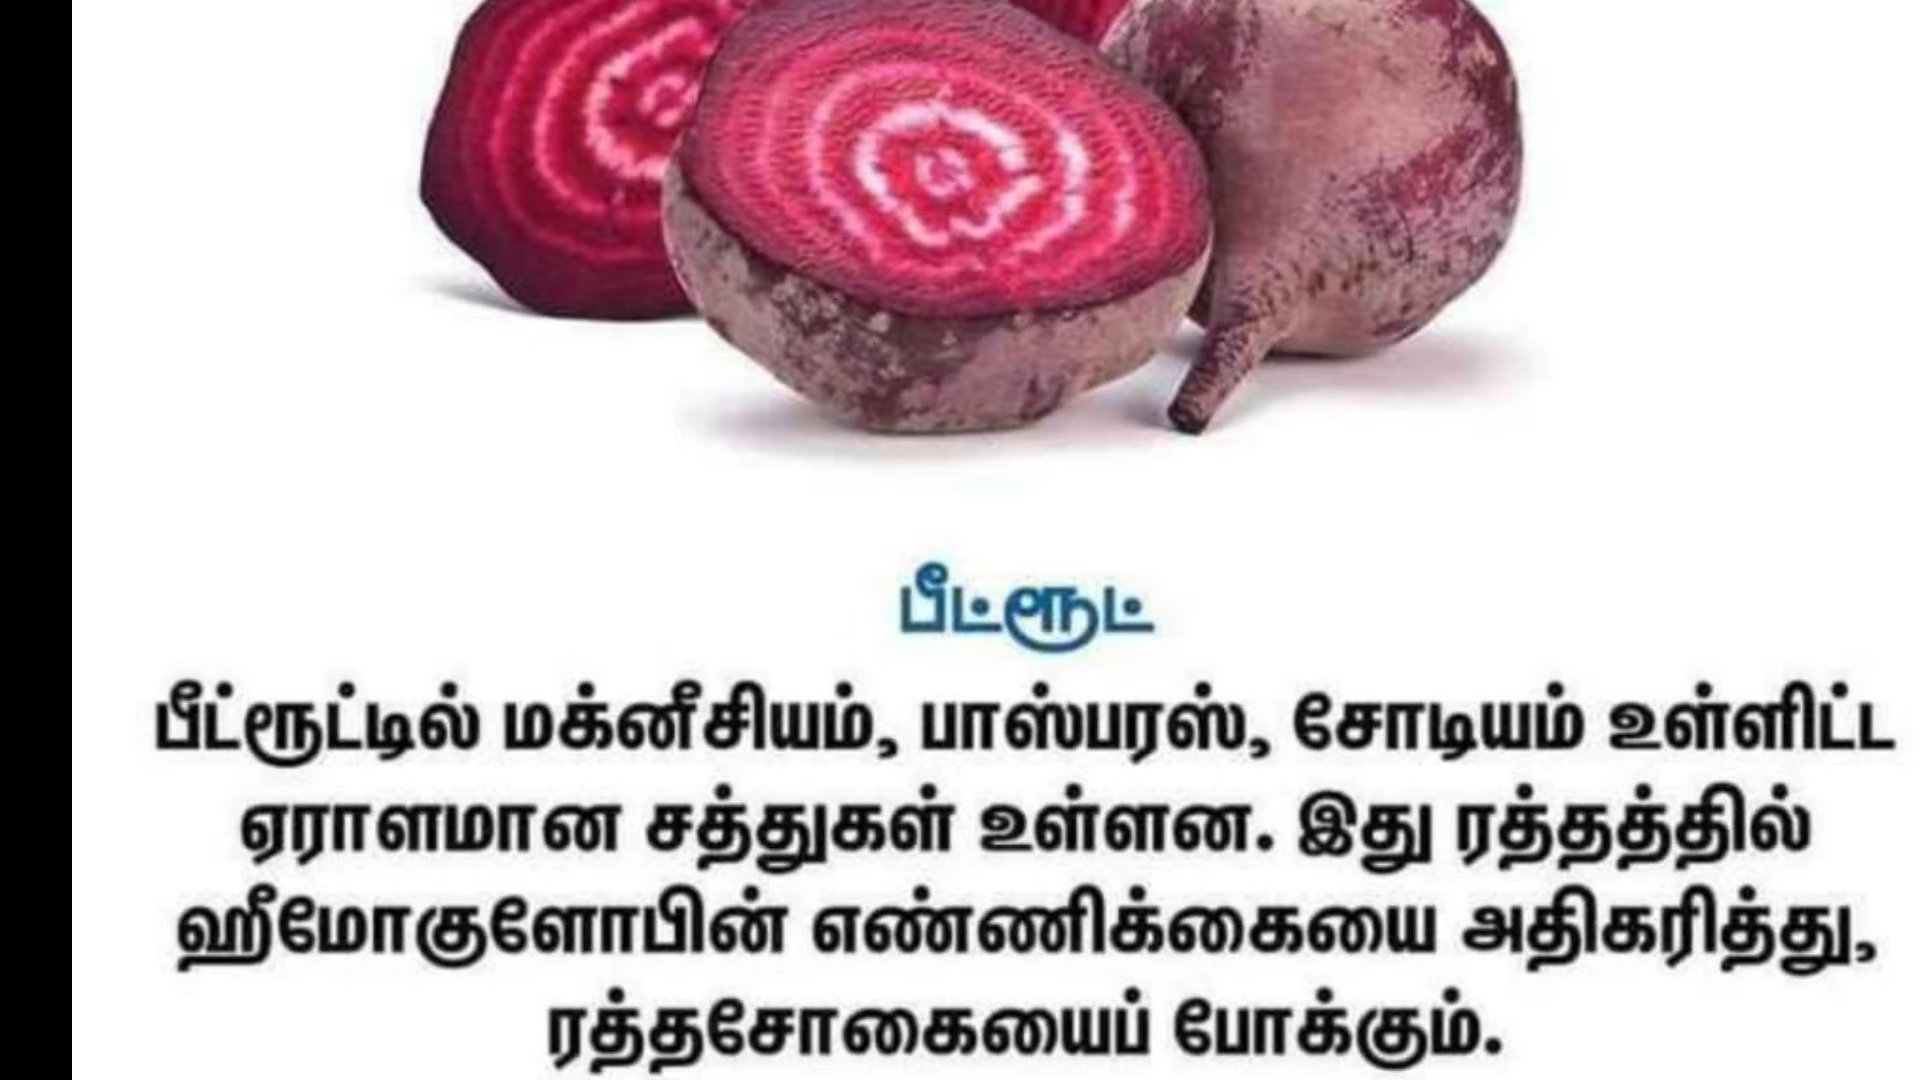 பீட்ரூட்
பீட்ரூட்டில் மக்னீசியம், பாஸ்பரஸ், சோடியம் உள்ளிட்ட
ஏராளமான சத்துகள் உள்ளன. இது ரத்தத்தில்
ஹீமோகுளோபின் எண்ணிக்கையை அதிகரித்து,
ரத்தசோகையைப் போக்கும்.